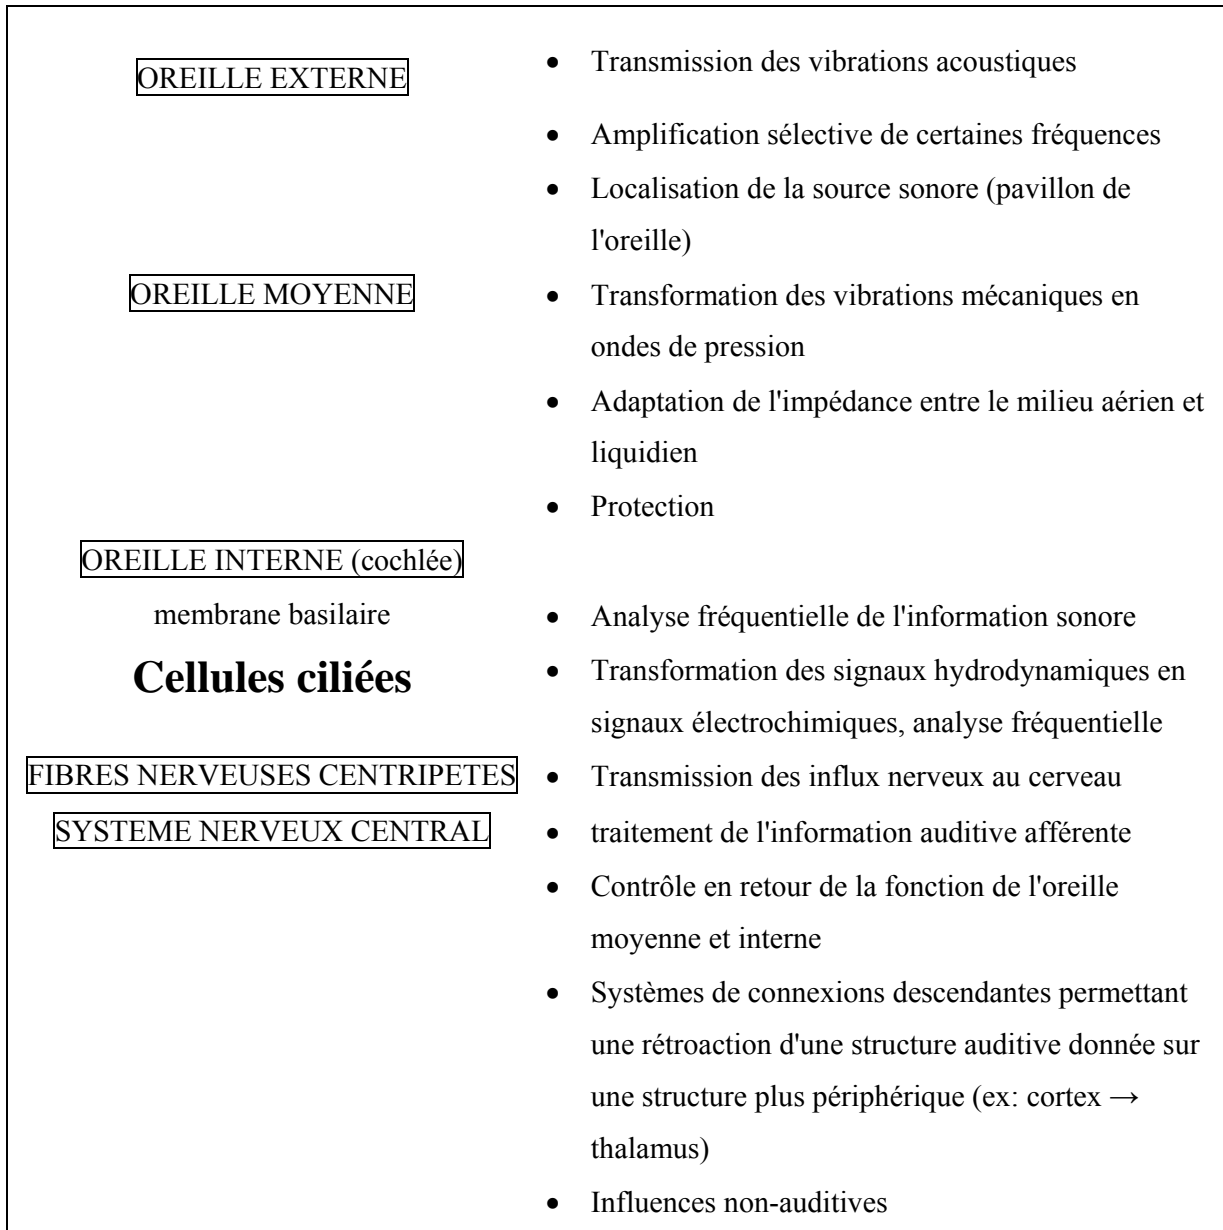 OREILLE EXTERNE
• Transmission des vibrations acoustiques
• Amplification sélective de certaines fréquences
• Localisation de la source sonore (pavillon de
l'oreille)
OREILLE MOYENNE
• Transformation des vibrations mécaniques en
ondes de pression
• Adaptation de l'impédance entre le milieu aérien et
liquidien
• Protection
OREILLE INTERNE (cochlée)
membrane basilaire
• Analyse fréquentielle de l'information sonore
Cellules ciliées
• Transformation des signaux hydrodynamiques en
signaux électrochimiques, analyse fréquentielle
FIBRES NERVEUSES CENTRIPETES
• Transmission des influx nerveux au cerveau
SYSTEME NERVEUX CENTRAL
• traitement de l'information auditive afférente
• Contrôle en retour de la fonction de l'oreille
moyenne et interne
• Systèmes de connexions descendantes permettant
une rétroaction d'une structure auditive donnée sur
une structure plus périphérique (ex: cortex →
thalamus)
• Influences non-auditives